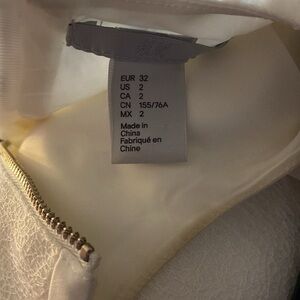 EUR 32
US 2
CA 2
CN 155/76A
MX 2
Made in
China
Fabriqué en
Chine